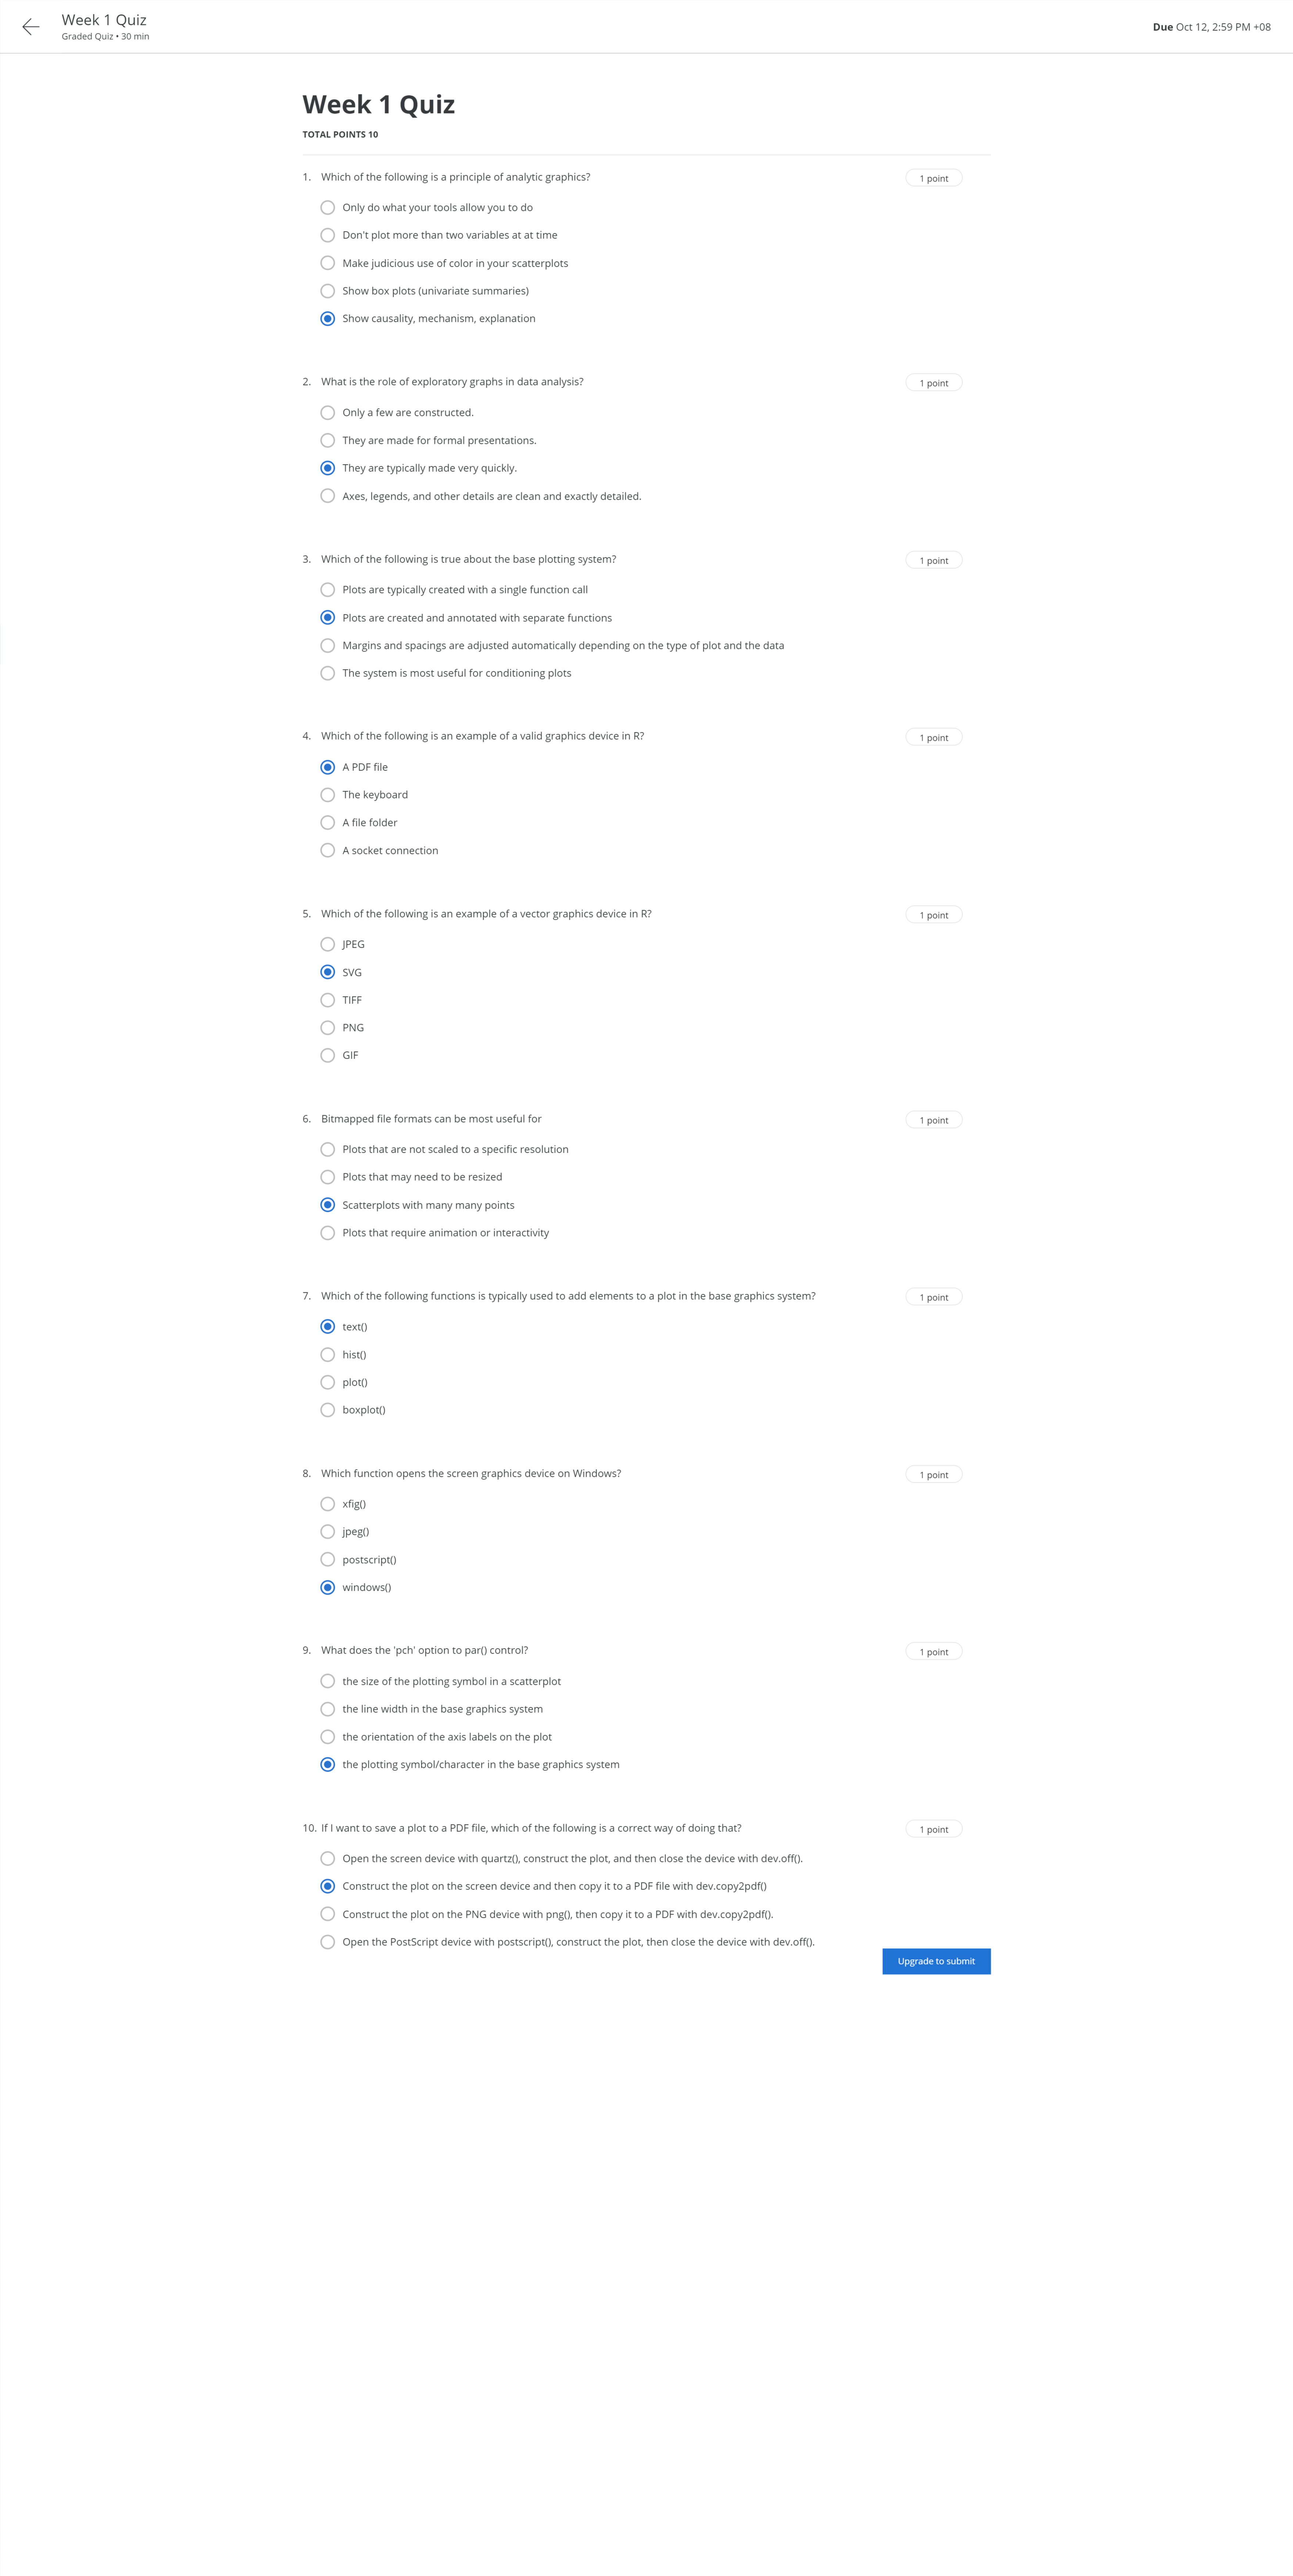 Week 1 Quiz
Graded Quiz • 30 min
Due Oct 12, 2:59 PM +08
Week 1 Quiz
TOTAL POINTS 10
1. Which of the following is a principle of analytic graphics?
1 point
Only do what your tools allow you to do
Don't plot more than two variables at at time
Make judicious use of color in your scatterplots
Show box plots (univariate summaries)
Show causality, mechanism, explanation
2. What is the role of exploratory graphs in data analysis?
1 point
Only a few are constructed.
They are made for formal presentations.
They are typically made very quickly.
Axes, legends, and other details are clean and exactly detailed.
3. Which of the following is true about the base plotting system?
1 point
Plots are typically created with a single function call
Plots are created and annotated with separate functions
Margins and spacings are adjusted automatically depending on the type of plot and the data
The system is most useful for conditioning plots
4. Which of the following is an example of a valid graphics device in R?
1 point
A PDF file
The keyboard
A file folder
A socket connection
5. Which of the following is an example of a vector graphics device in R?
1 point
JPEG
SVG
TIFF
PNG
GIF
6. Bitmapped file formats can be most useful for
1 point
Plots that are not scaled to a specific resolution
Plots that may need to be resized
Scatterplots with many many points
Plots that require animation or interactivity
7. Which of the following functions is typically used to add elements to a plot in the base graphics system?
1 point
text()
hist()
plot()
boxplot()
8. Which function opens the screen graphics device on Windows?
1 point
xfig()
jpeg()
postscript()
windows()
9. What does the 'pch' option to par() control?
1 point
the size of the plotting symbol in a scatterplot
the line width in the base graphics system
the orientation of the axis labels on the plot
the plotting symbol/character in the base graphics system
10. If I want to save a plot to a PDF file, which of the following is a correct way of doing that?
1 point
Open the screen device with quartz(), construct the plot, and then close the device with dev.off().
Construct the plot on the screen device and then copy it to a PDF file with dev.copy2pdf()
Construct the plot on the PNG device with png(), then copy it to a PDF with dev.copy2pdf().
Open the PostScript device with postscript(), construct the plot, then close the device with dev.off().
Upgrade to submit